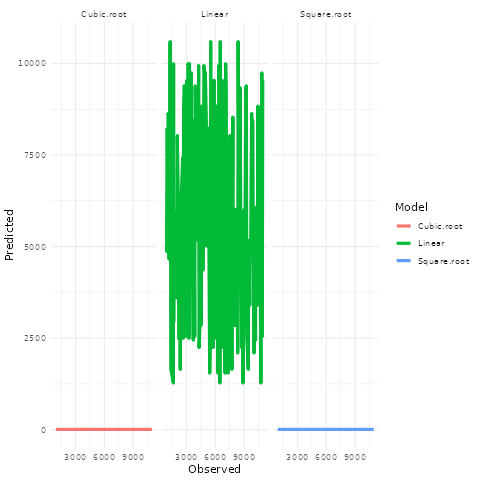 Cubic.root Linear Square.root
10000
7500
5000
2500
0
3000 6000 9000 3000 6000 9000 3000 6000 9000
Observed
Predicted
Model
Cubic.root
Linear
Square.root